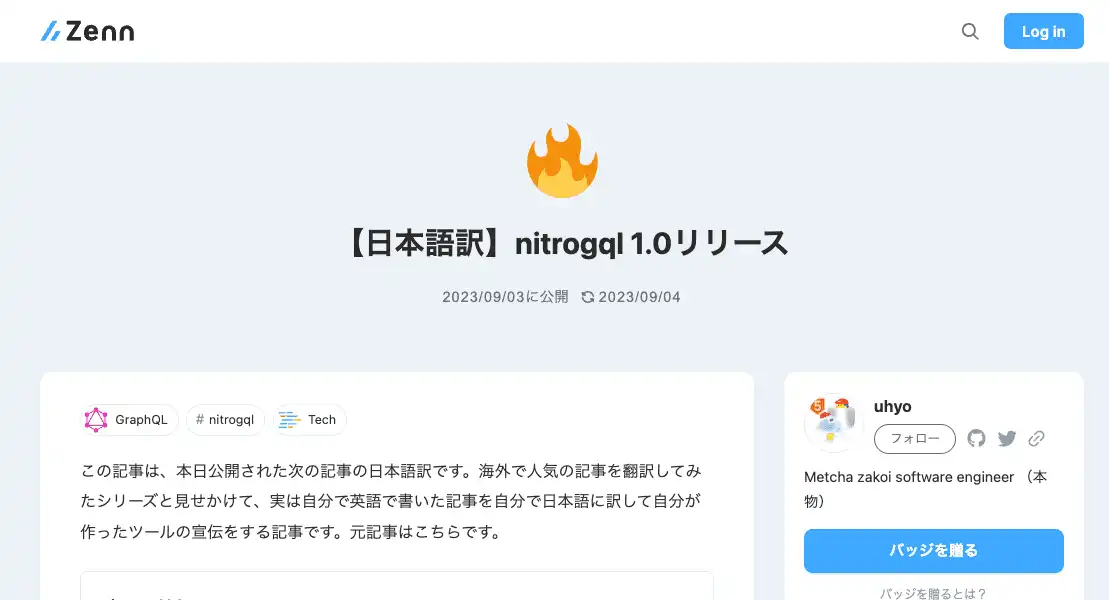 Zenn
Log in
【日本語訳】nitrogql 1.0リリース
2023/09/03に公開 2023/09/04
GraphQL # nitrogql Tech
この記事は、本日公開された次の記事の日本語訳です。海外で人気の記事を翻訳してみ
たシリーズと見せかけて、実は自分で英語で書いた記事を自分で日本語に訳して自分が
作ったツールの宣伝をする記事です。元記事はこちらです。
uhyo
フォロー
Metcha zakoi software engineer （本
物）
バッジを贈る
バッジを贈るとは？